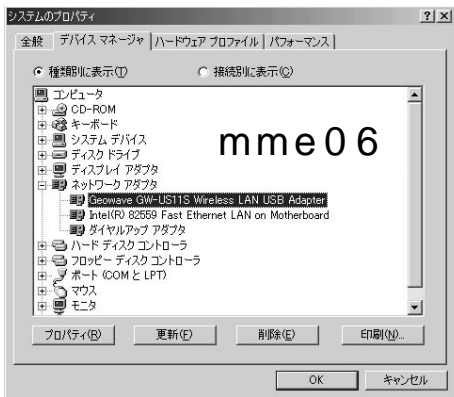 システムのプロパティ
全般 デバイス マネージャ ハードウェア プロファイル パフォーマンス
種類別に表示(T) 接続別に表示(C)
コンピュータ
CD-ROM
キーボード
システム デバイス
ディスク ドライブ
ディスプレイ アダプタ
ネットワーク アダプタ
Geowave GW-US11S Wireless LAN USB Adapter
Intel(R) 82559 Fast Ethernet LAN on Motherboard
ダイヤルアップ アダプタ
ハード ディスク コントローラ
フロッピー ディスク コントローラ
ポート (COM と LPT)
マウス
モニタ
mme06
プロパティ(R) 更新(F) 削除(E) 印刷(N)...
OK キャンセル